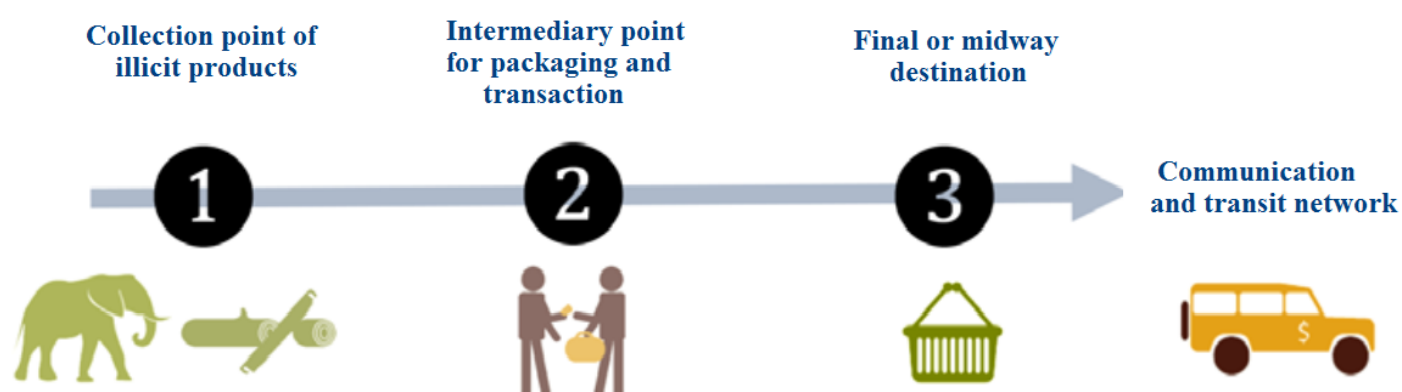 Collection point of
illicit products
Intermediary point
for packaging and
transaction
Final or midway
destination
1
2
3
Communication
and transit network
$